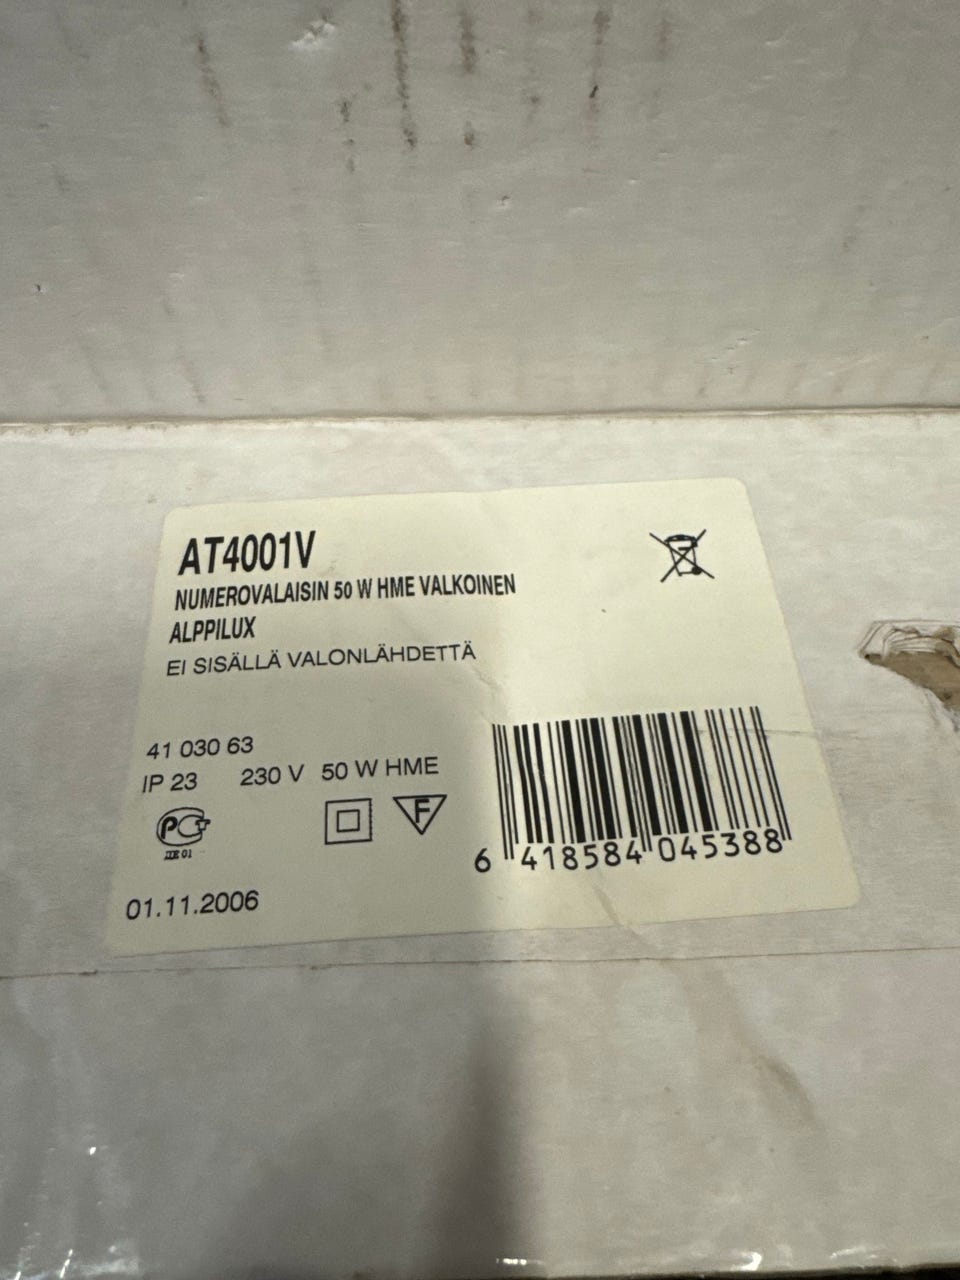 AT4001V
NUMEROVALAISIN 50 W HME VALKOINEN
ALPPILUX
EI SISÄLLÄ VALONLÄHDETTÄ
41 030 63
IP 23 230 V 50 W HME
F
01.11.2006
6 418584 045388